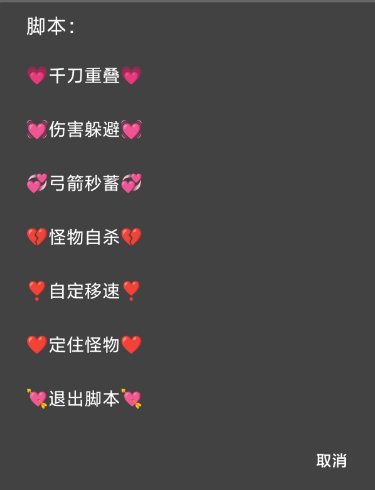 脚本：
💗千刀重叠💗
💓伤害躲避💓
💞弓箭秒蓄💞
💔怪物自杀💔
❣️自定移速❣️
❤️定住怪物❤️
💘退出脚本💘
取消